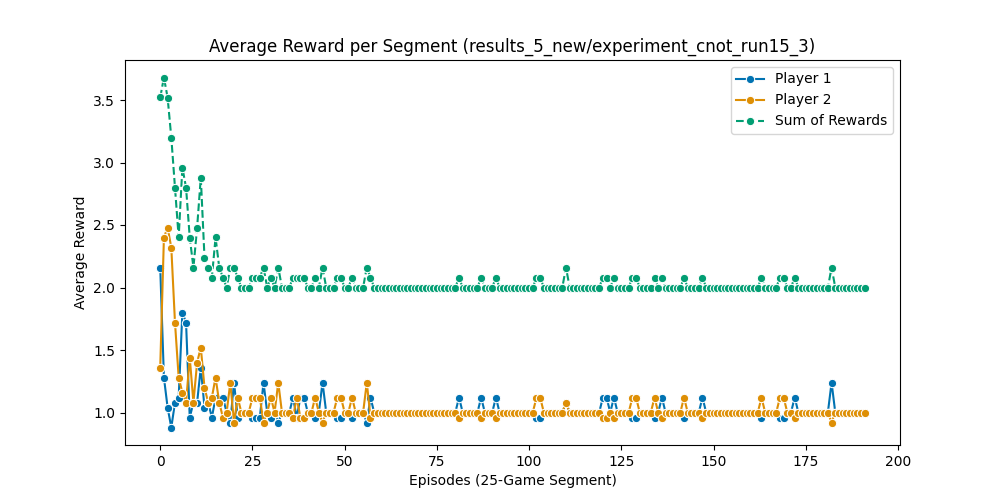 Average Reward per Segment (results_5_new/experiment_cnot_run15_3)
Player 1
Player 2
Sum of Rewards
Average Reward
3.5
3.0
2.5
2.0
1.5
1.0
0 25 50 75 100 125 150 175 200
Episodes (25-Game Segment)